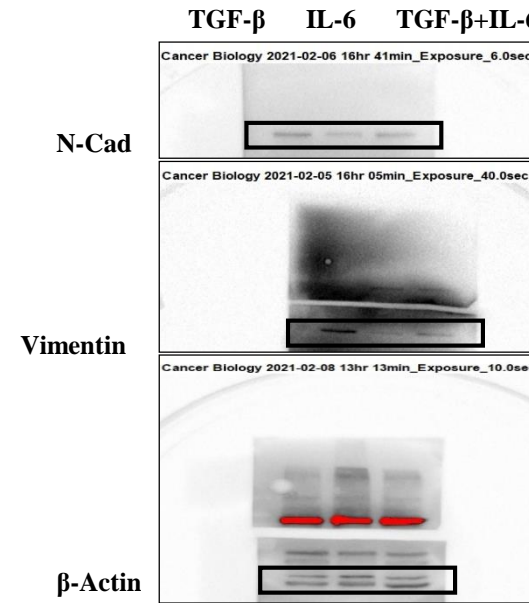 TGF-β IL-6 TGF-β+IL-6
Cancer Biology 2021-02-06 16hr 41min_Exposure_6.0sec
N-Cad
Cancer Biology 2021-02-05 16hr 05min_Exposure_40.0sec
Vimentin
Cancer Biology 2021-02-08 13hr 13min_Exposure_10.0se
β-Actin